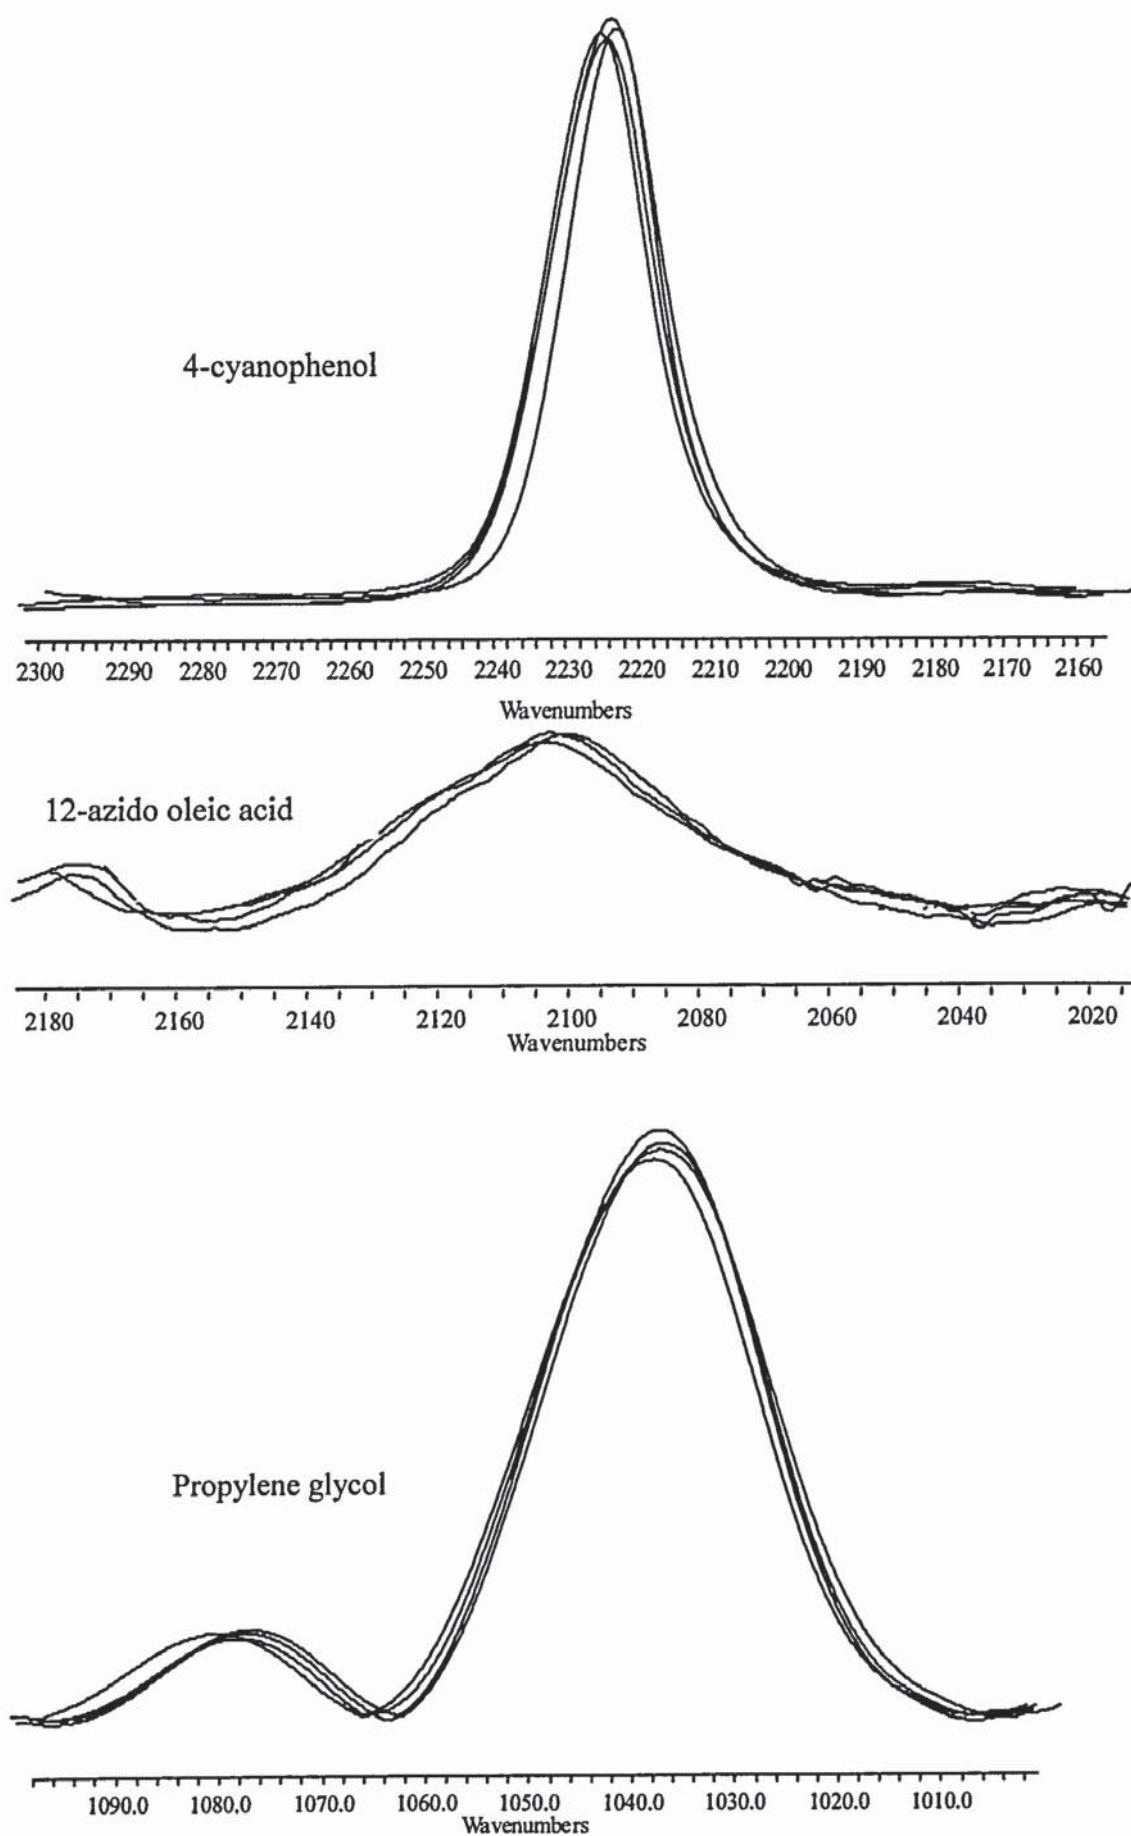 4-cyanophenol
2300 2290 2280 2270 2260 2250 2240 2230 2220 2210 2200 2190 2180 2170 2160
Wavenumbers
12-azido oleic acid
2180 2160 2140 2120 2100 2080 2060 2040 2020
Wavenumbers
Propylene glycol
1090.0 1080.0 1070.0 1060.0 1050.0 1040.0 1030.0 1020.0 1010.0
Wavenumbers